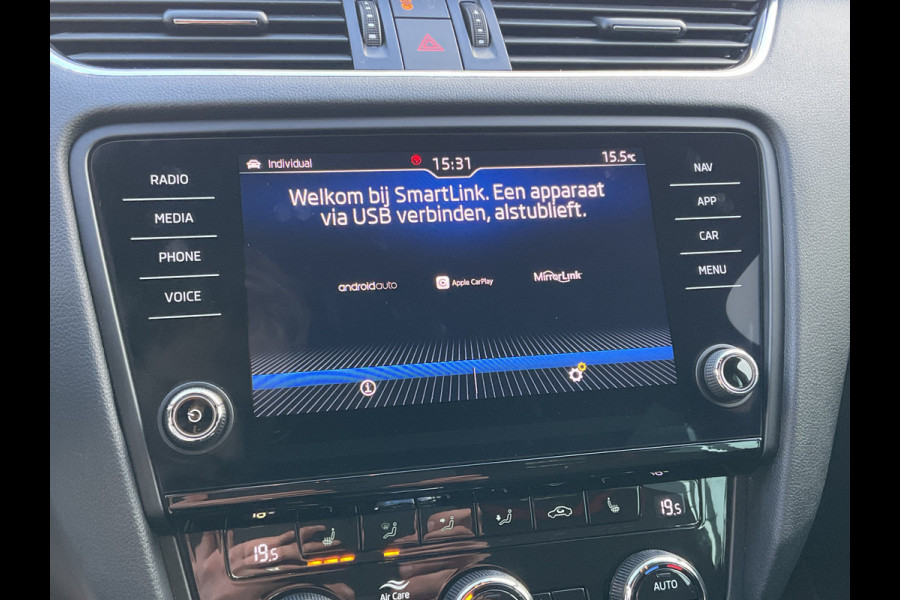 Individual 15:31 15.5°C
Welkom bij SmartLink. Een apparaat
via USB verbinden, alstublieft.
androidauto Apple CarPlay MirrorLink
RADIO
MEDIA
PHONE
VOICE
NAV
APP
CAR
MENU
19.5
19.5
Air Care
AUTO